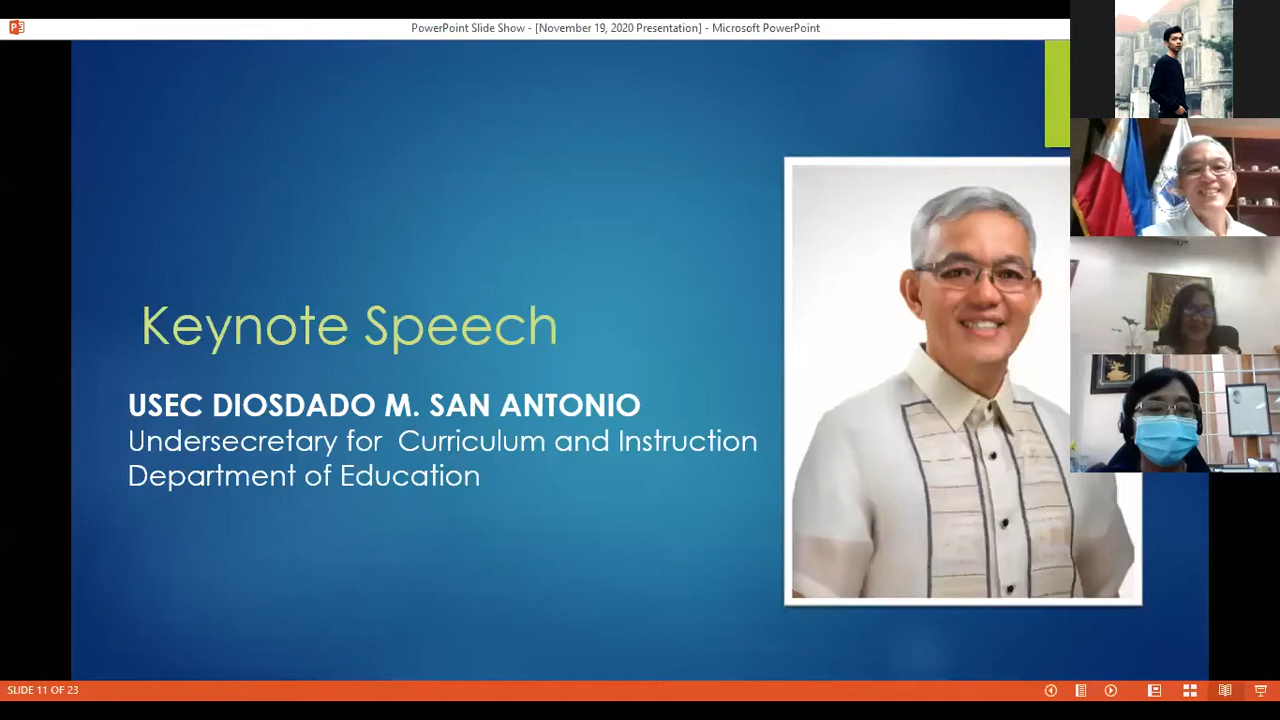 PowerPoint Slide Show - [November 19, 2020 Presentation] - Microsoft PowerPoint
Keynote Speech
USEC DIOSDADO M. SAN ANTONIO
Undersecretary for Curriculum and Instruction
Department of Education
SLIDE 11 OF 23